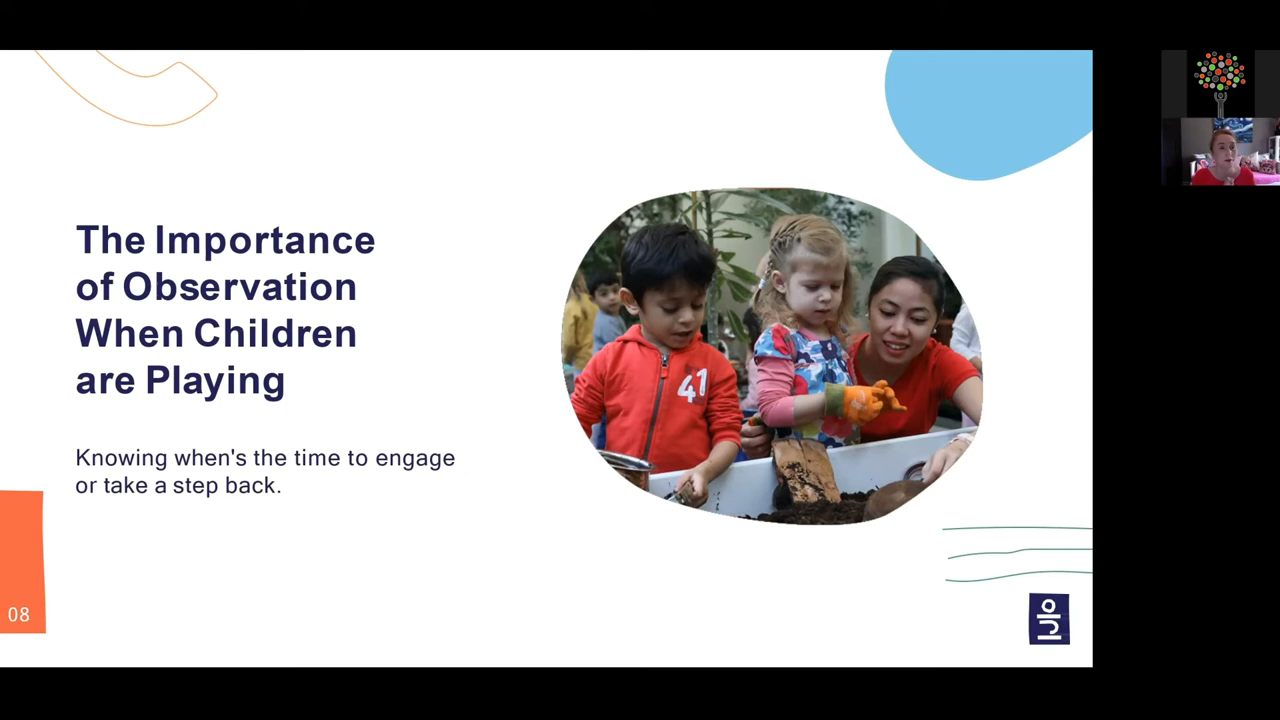 The Importance
of Observation
When Children
are Playing
Knowing when's the time to engage
or take a step back.
41
08